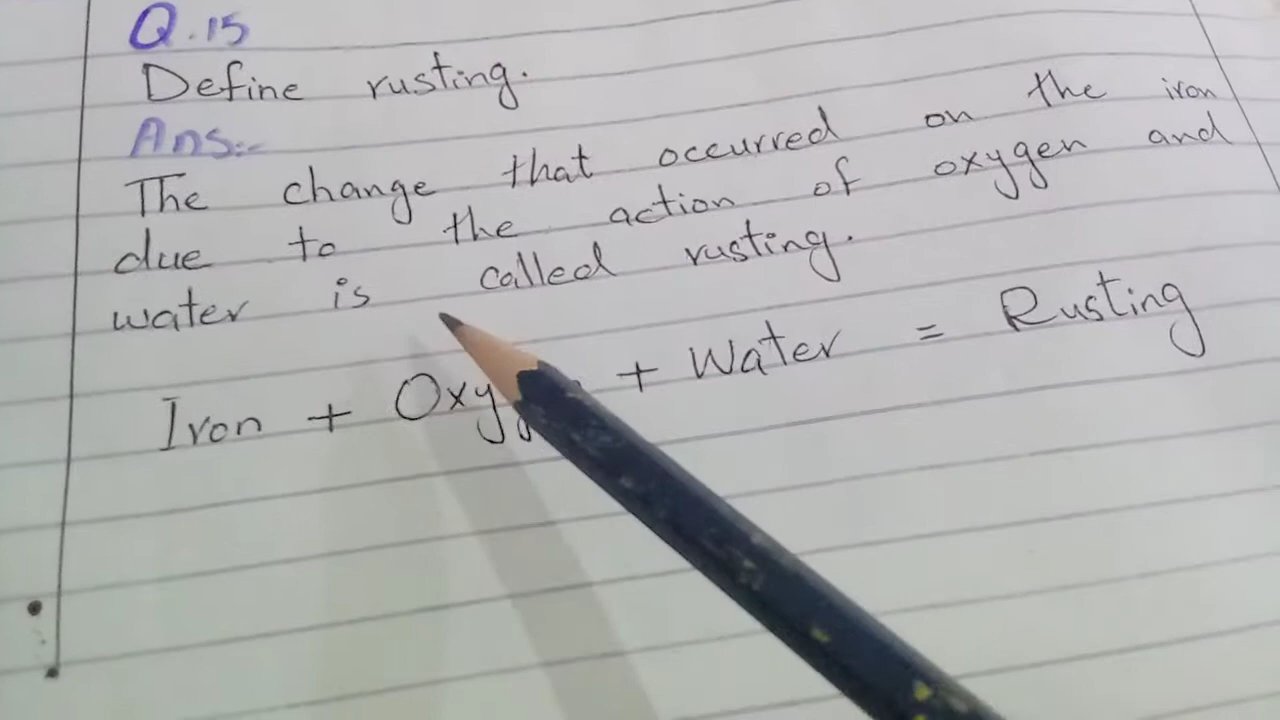 Q.15
Define rusting.
Ans:-
The change that occurred on the iron
due to the action of oxygen and
water is called rusting.
Iron + + Water = Rusting